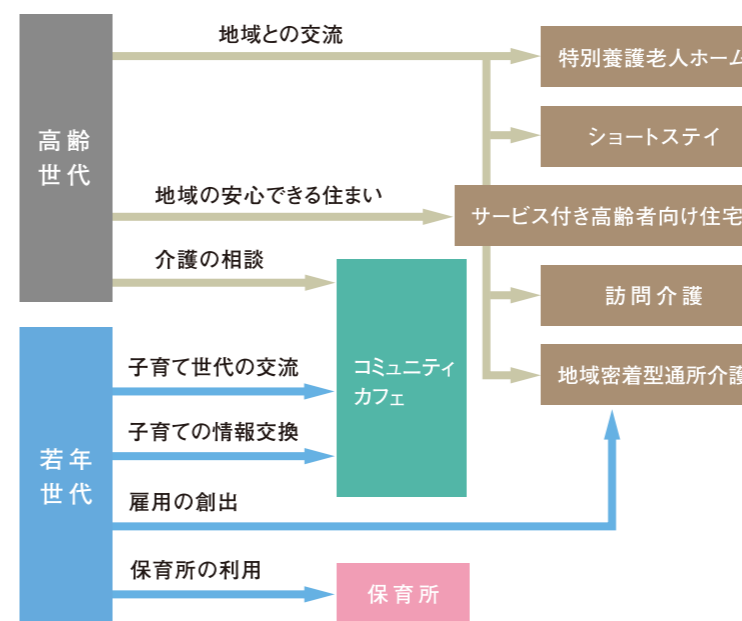 地域との交流
特別養護老人ホーム
ショートステイ
高齢
世代
地域の安心できる住まい
サービス付き高齢者向け住宅
介護の相談
訪問介護
子育て世代の交流
コミュニティ
カフェ
地域密着型通所介護
子育ての情報交換
若年
世代
雇用の創出
保育所の利用
保育所